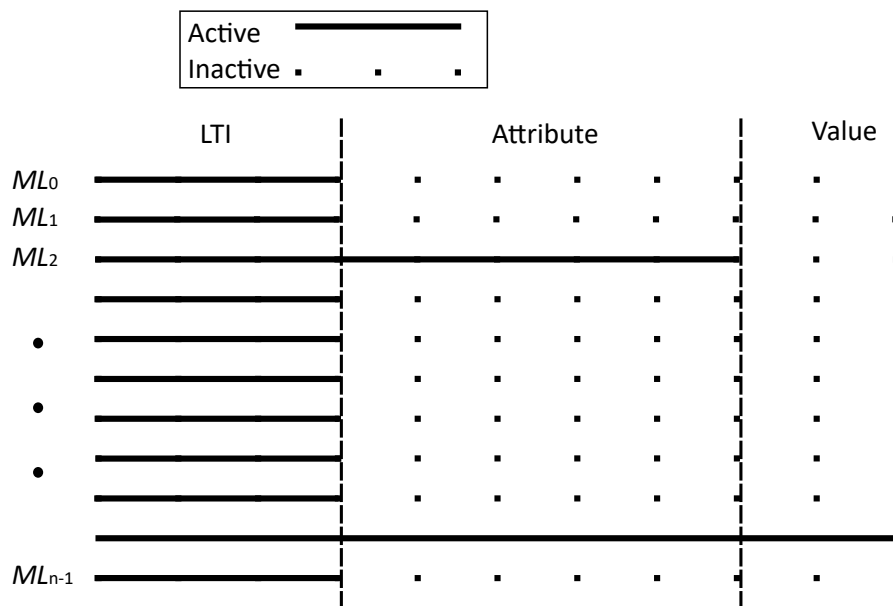 Active
Inactive
LTI Attribute Value
ML0
ML1
ML2
MLn-1